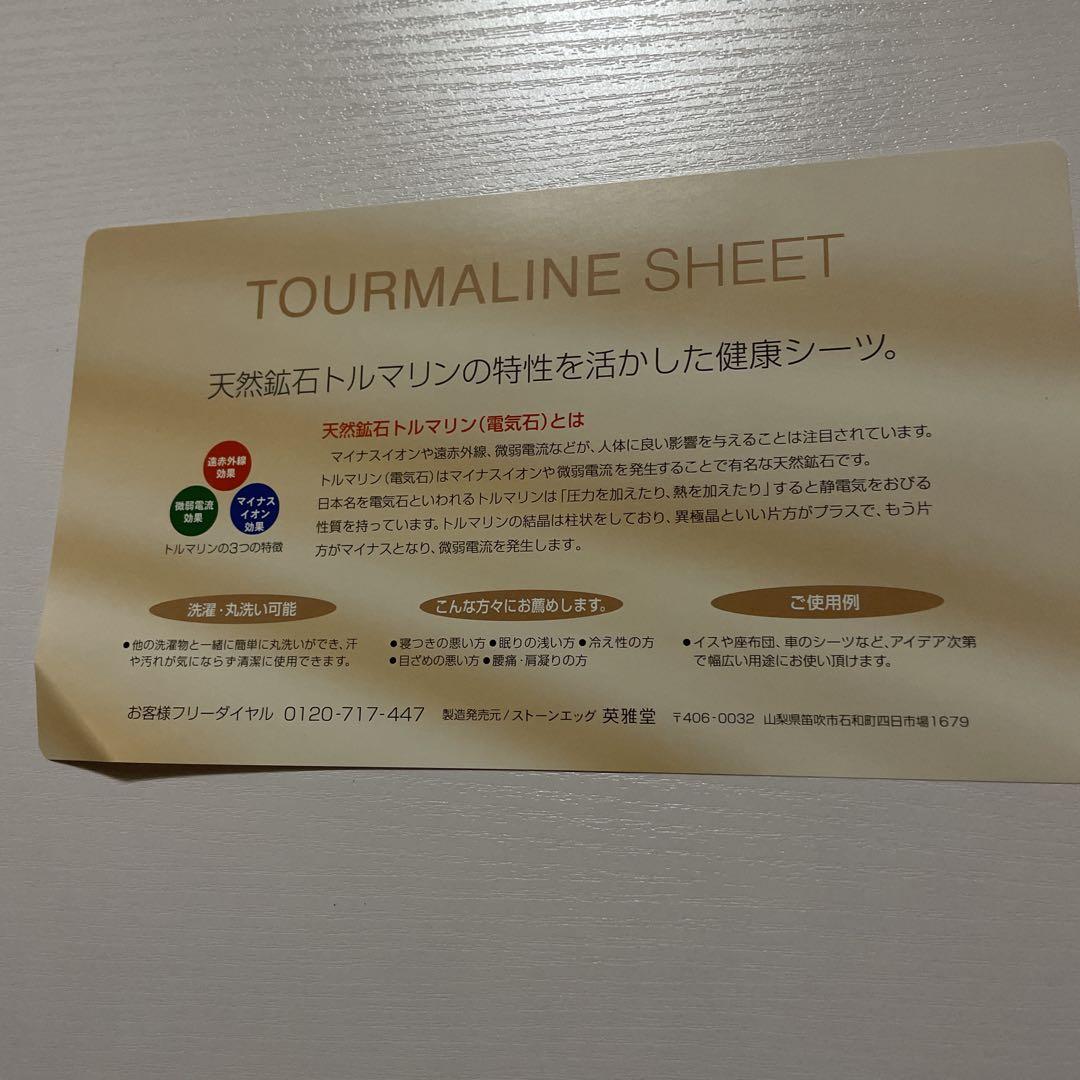 TOURMALINE SHEET
天然鉱石トルマリンの特性を活かした健康シーツ。
天然鉱石トルマリン(電気石)とは
マイナスイオンや遠赤外線、微弱電流などが、人体に良い影響を与えることは注目されています。
トルマリン(電気石)はマイナスイオンや微弱電流を発生することで有名な天然鉱石です。
日本名を電気石といわれるトルマリンは「圧力を加えたり、熱を加えたり」すると静電気をおびる
性質を持っています。トルマリンの結晶は柱状をしており、異極晶といい片方がプラスで、もう片
方がマイナスとなり、微弱電流を発生します。
遠赤外線
効果
微弱電流
効果
マイナス
イオン
効果
トルマリンの3つの特徴
洗濯・丸洗い可能
●他の洗濯物と一緒に簡単に丸洗いができ、汗
や汚れが気にならず清潔に使用できます。
こんな方々にお薦めします。
●寝つきの悪い方●眠りの浅い方●冷え性の方
●目ざめの悪い方●腰痛・肩凝りの方
ご使用例
●イスや座布団、車のシーツなど、アイデア次第
で幅広い用途にお使い頂けます。
お客様フリーダイヤル 0120-717-447 製造発売元/ストーンエッグ 英雅堂 〒406-0032 山梨県笛吹市石和町四日市場1679